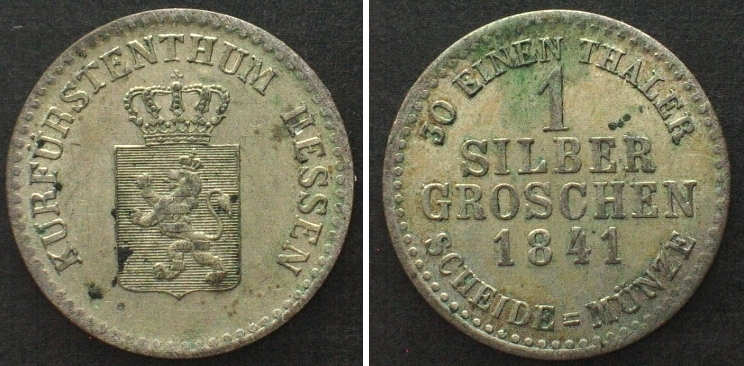 KURFÜRSTENTHUM HESSEN
30 EINEN THALER
1
SILBER
GROSCHEN
1841
SCHEIDE = MÜNZE